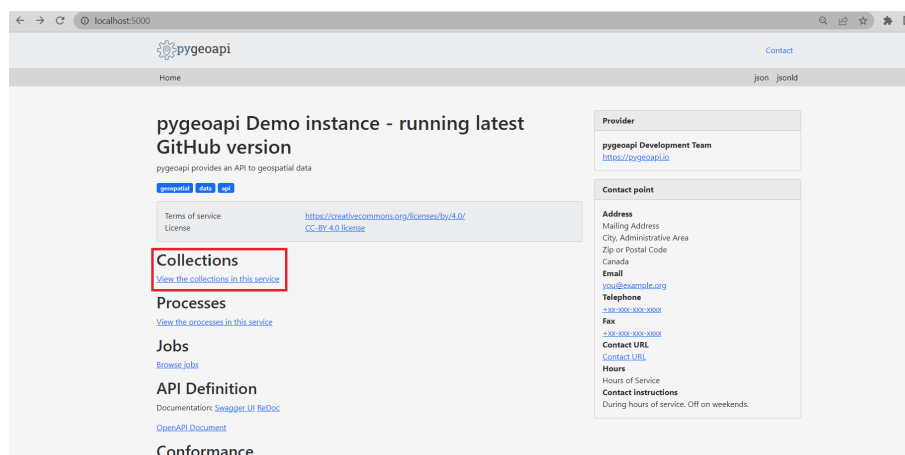 localhost:5000
pygeoapi
Contact
Home
json jsonld
pygeoapi Demo instance - running latest
GitHub version
pygeoapi provides an API to geospatial data
geospatial data api
Terms of service https://creativecommons.org/licenses/by/4.0/
License CC-BY 4.0 license
Collections
View the collections in this service
Processes
View the processes in this service
Jobs
Browse jobs
API Definition
Documentation: Swagger UI ReDoc
OpenAPI Document
Conformance
Provider
pygeoapi Development Team
https://pygeoapi.io
Contact point
Address
Mailing Address
City, Administrative Area
Zip or Postal Code
Canada
Email
you@example.org
Telephone
+xx-xxx-xxx-xxxx
Fax
+xx-xxx-xxx-xxxx
Contact URL
Contact URL
Hours
Hours of Service
Contact instructions
During hours of service. Off on weekends.